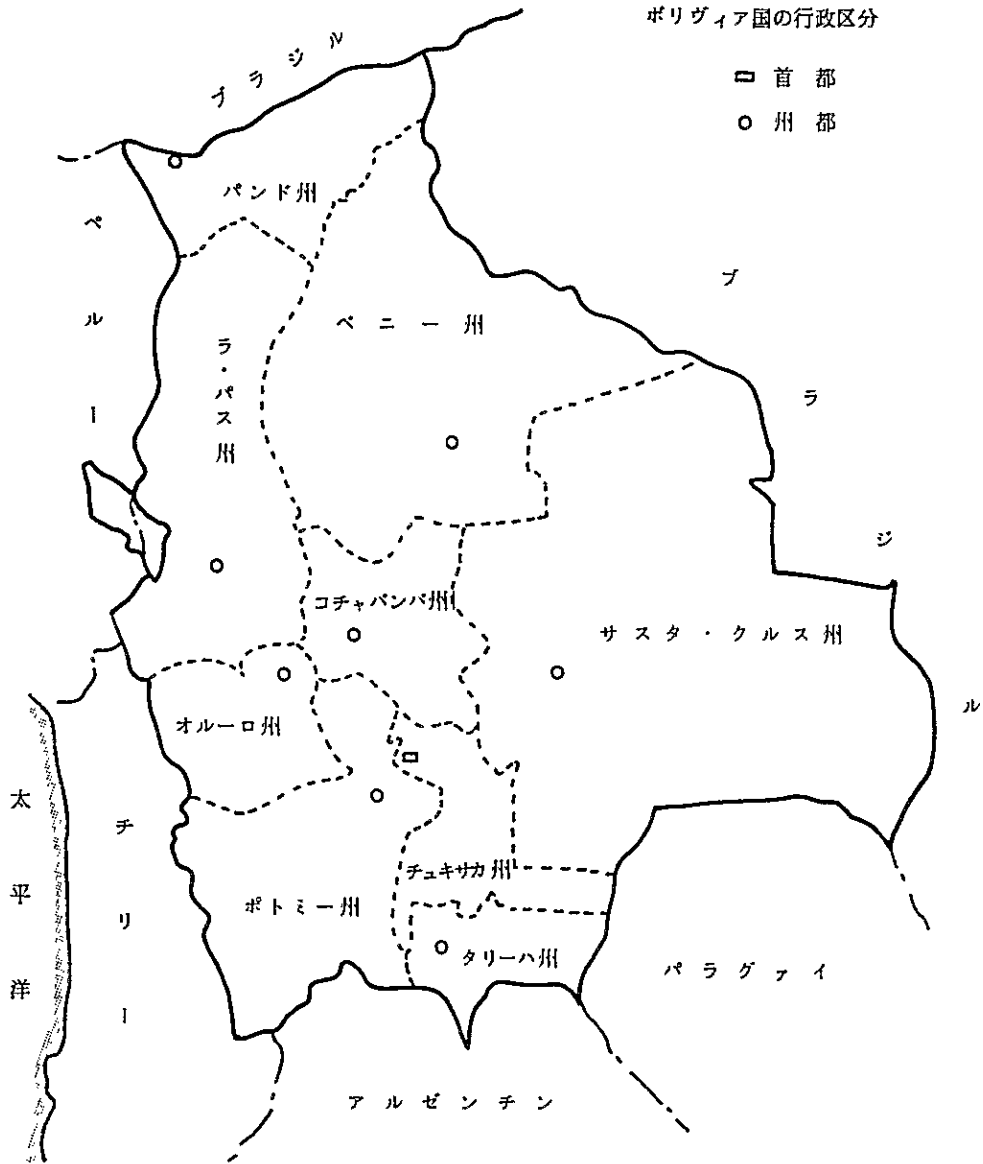 ボリヴィア国の行政区分
首都
州都
ブラジル
パンド州
ペルー
ブラジル
ベニー州
ラ・パス州
コチャバンバ州
サスタ・クルス州
オルーロ州
太平洋
チリー
チュキサカ州
ポトミー州
タリーハ州
パラグァイ
アルゼンチン